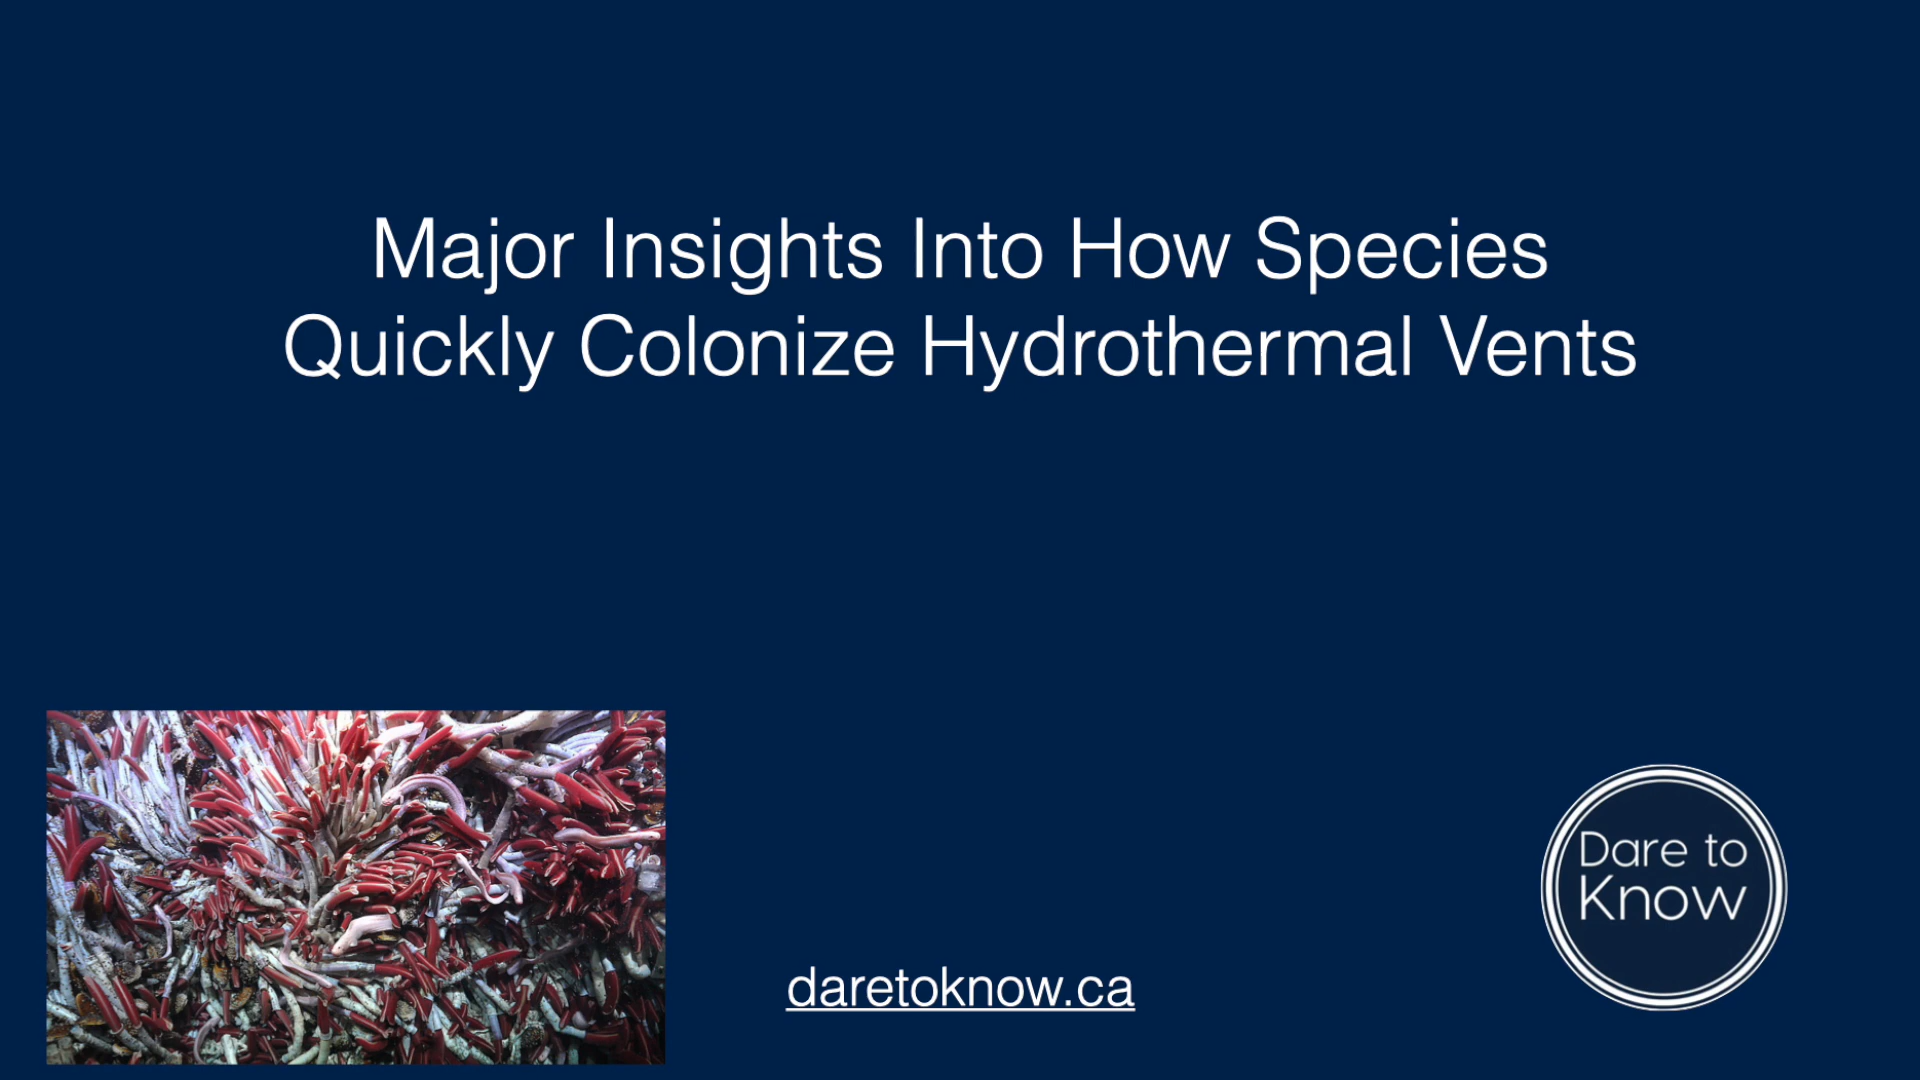 Major Insights Into How Species
Quickly Colonize Hydrothermal Vents
daretoknow.ca
Dare to
Know